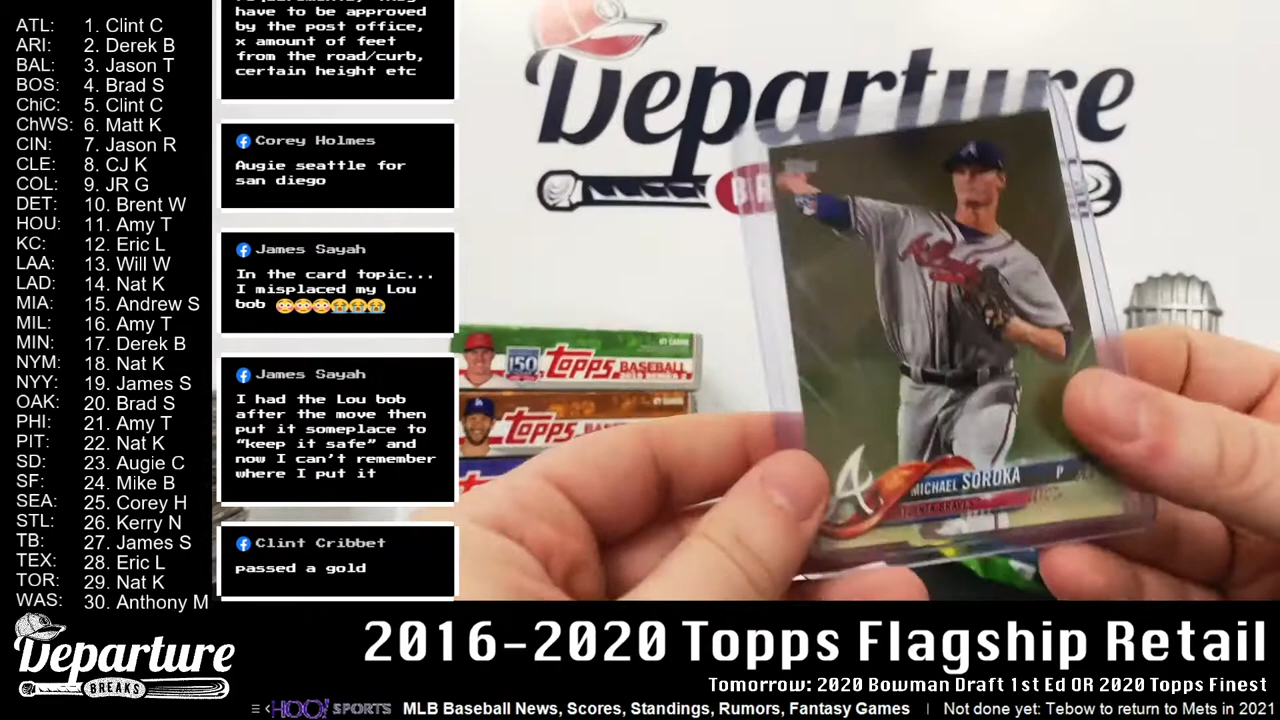 ATL: 1. Clint C
ARI: 2. Derek B
BAL: 3. Jason T
BOS: 4. Brad S
ChiC: 5. Clint C
ChWS: 6. Matt K
CIN: 7. Jason R
CLE: 8. CJ K
COL: 9. JR G
DET: 10. Brent W
HOU: 11. Amy T
KC: 12. Eric L
LAA: 13. Will W
LAD: 14. Nat K
MIA: 15. Andrew S
MIL: 16. Amy T
MIN: 17. Derek B
NYM: 18. Nat K
NYY: 19. James S
OAK: 20. Brad S
PHI: 21. Amy T
PIT: 22. Nat K
SD: 23. Augie C
SF: 24. Mike B
SEA: 25. Corey H
STL: 26. Kerry N
TB: 27. James S
TEX: 28. Eric L
TOR: 29. Nat K
WAS: 30. Anthony M
have to be approved
by the post office,
x amount of feet
from the road/curb,
certain height etc
Corey Holmes
Augie seattle for
san diego
James Sayah
In the card topic...
I misplaced my Lou
bob 😳😳😳😭😭😭
James Sayah
I had the Lou bob
after the move then
put it someplace to
“keep it safe” and
now I can't remember
where I put it
Clint Cribbet
passed a gold
Departure
150
Topps BASEBALL
Topps
MICHAEL SOROKA P
ATLANTA BRAVES
Departure
BREAKS
2016-2020 Topps Flagship Retail
Tomorrow: 2020 Bowman Draft 1st Ed OR 2020 Topps Finest
HOO! SPORTS MLB Baseball News, Scores, Standings, Rumors, Fantasy Games | Not done yet: Tebow to return to Mets in 2021